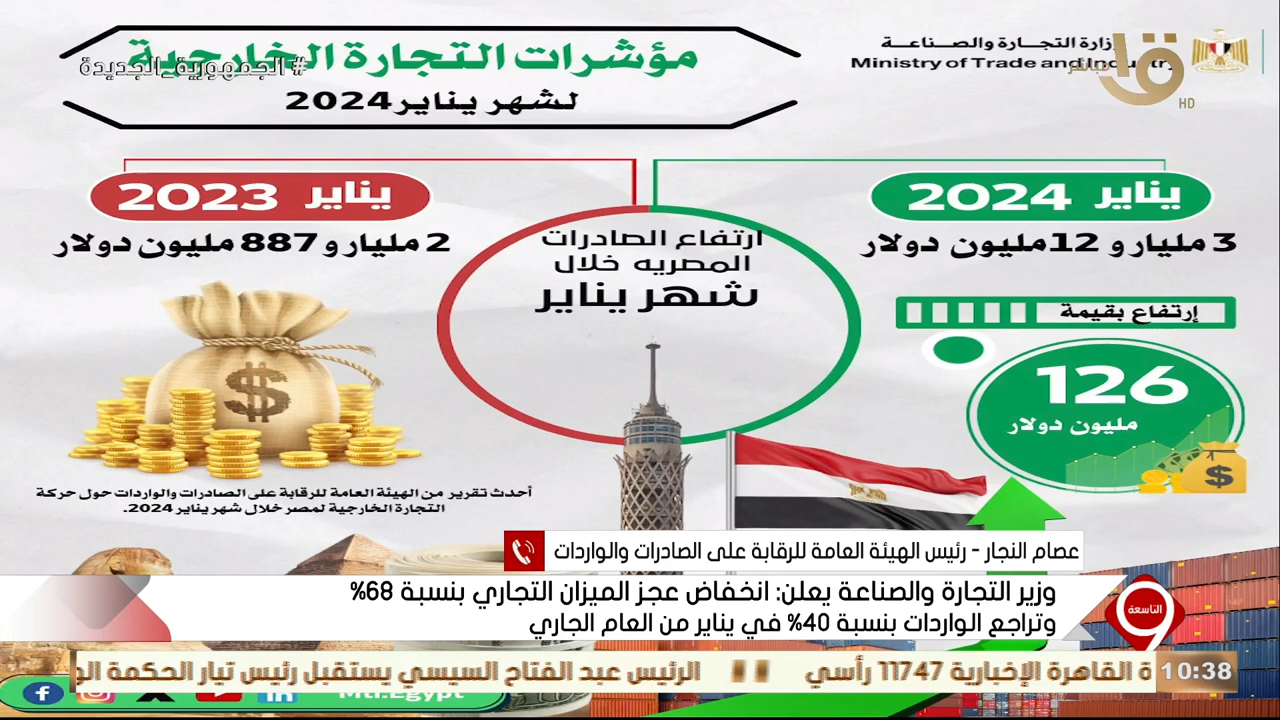 مؤشرات التجارة الخارجية
#الجمهورية_الجديدة
لشهر يناير 2024
وزارة التجارة والصناعة
Ministry of Trade and Industry
مباشر
HD
يناير 2024
3 مليار و 12 مليون دولار
يناير 2023
2 مليار و 887 مليون دولار
ارتفاع الصادرات
المصريه خلال
شهر يناير
إرتفاع بقيمة
126
مليون دولار
أحدث تقرير من الهيئة العامة للرقابة على الصادرات والواردات حول حركة
التجارة الخارجية لمصر خلال شهر يناير 2024.
عصام النجار - رئيس الهيئة العامة للرقابة على الصادرات والواردات
وزير التجارة والصناعة يعلن: انخفاض عجز الميزان التجاري بنسبة 68%
وتراجع الواردات بنسبة 40% في يناير من العام الجاري
التاسعة
9
10:38
القاهرة الإخبارية 11747 رأسي
الرئيس عبد الفتاح السيسي يستقبل رئيس تيار الحكمة
Mti.Egypt